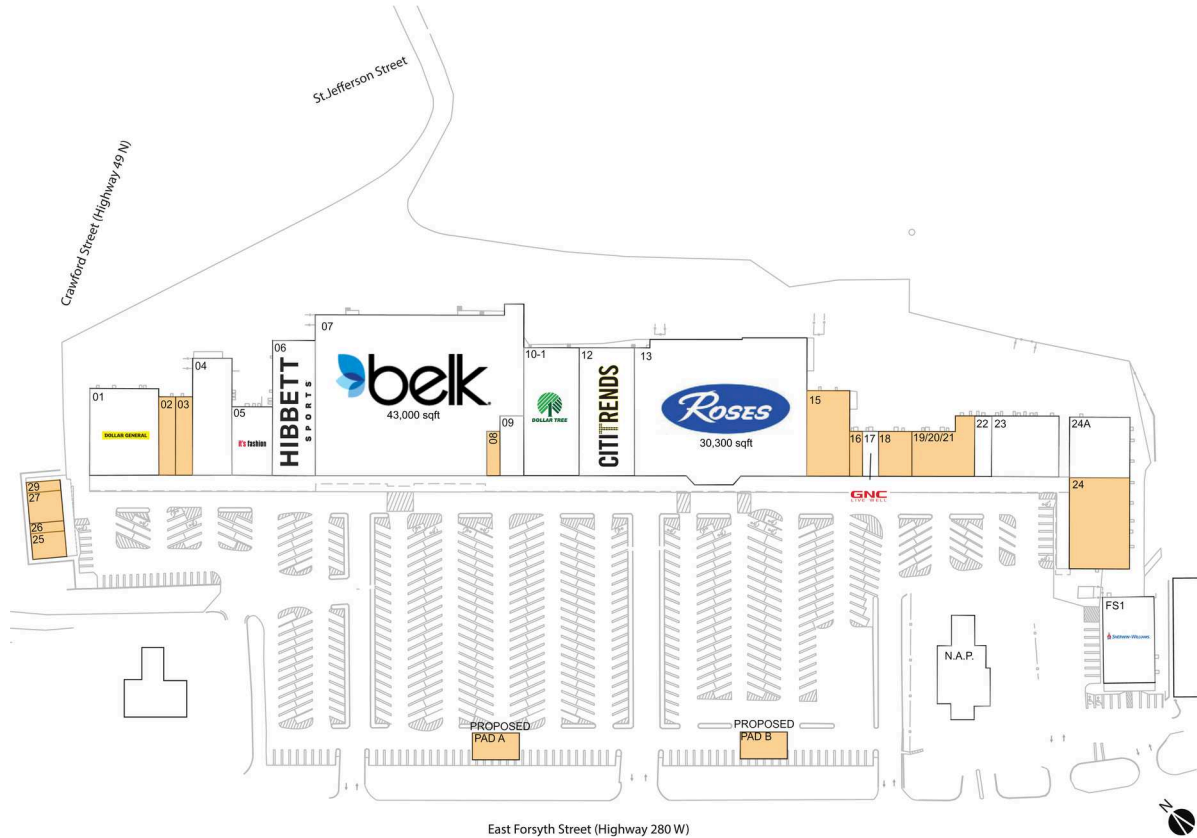 St.Jefferson Street
Crawford Street (Highway 49 N)
01
DOLLAR GENERAL
02
03
04
05
it's fashion
06
HIBBETT
SPORTS
07
belk
43,000 sqft
08
09
10-1
DOLLAR TREE
12
CITITRENDS
13
ROSES
30,300 sqft
15
16
17
18
19/20/21
22
23
24A
24
GNC
LIVE WELL
29
27
26
25
FS1
SHERWIN-WILLIAMS
N.A.P.
PROPOSED
PAD A
PROPOSED
PAD B
East Forsyth Street (Highway 280 W)
N